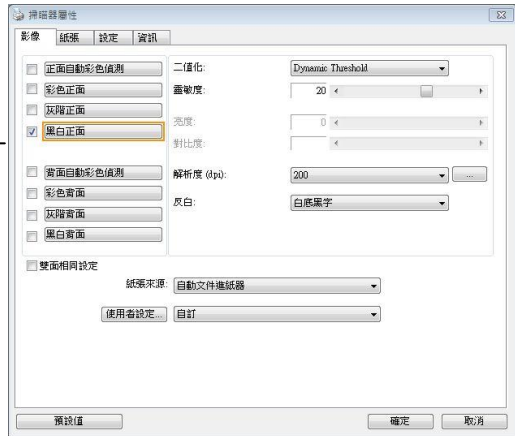 掃瞄器屬性
影像 紙張 設定 資訊
正面自動彩色偵測
彩色正面
灰階正面
黑白正面
背面自動彩色偵測
彩色背面
灰階背面
黑白背面
二值化: Dynamic Threshold
靈敏度: 20
亮度: 0
對比度:
解析度 (dpi): 200 ...
反白: 白底黑字
雙面相同設定
紙張來源: 自動文件進紙器
使用者設定... 自訂
預設值 確定 取消